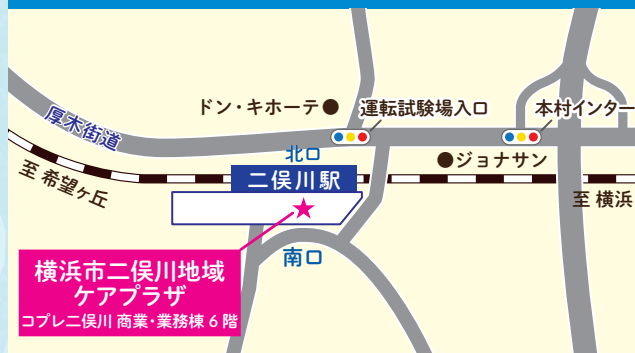 ドン・キホーテ●
運転試験場入口
本村インター
厚木街道
北口
●ジョナサン
二俣川駅
至 希望ヶ丘
至 横浜
南口
横浜市二俣川地域
ケアプラザ
コプレ二俣川 商業・業務棟 6 階